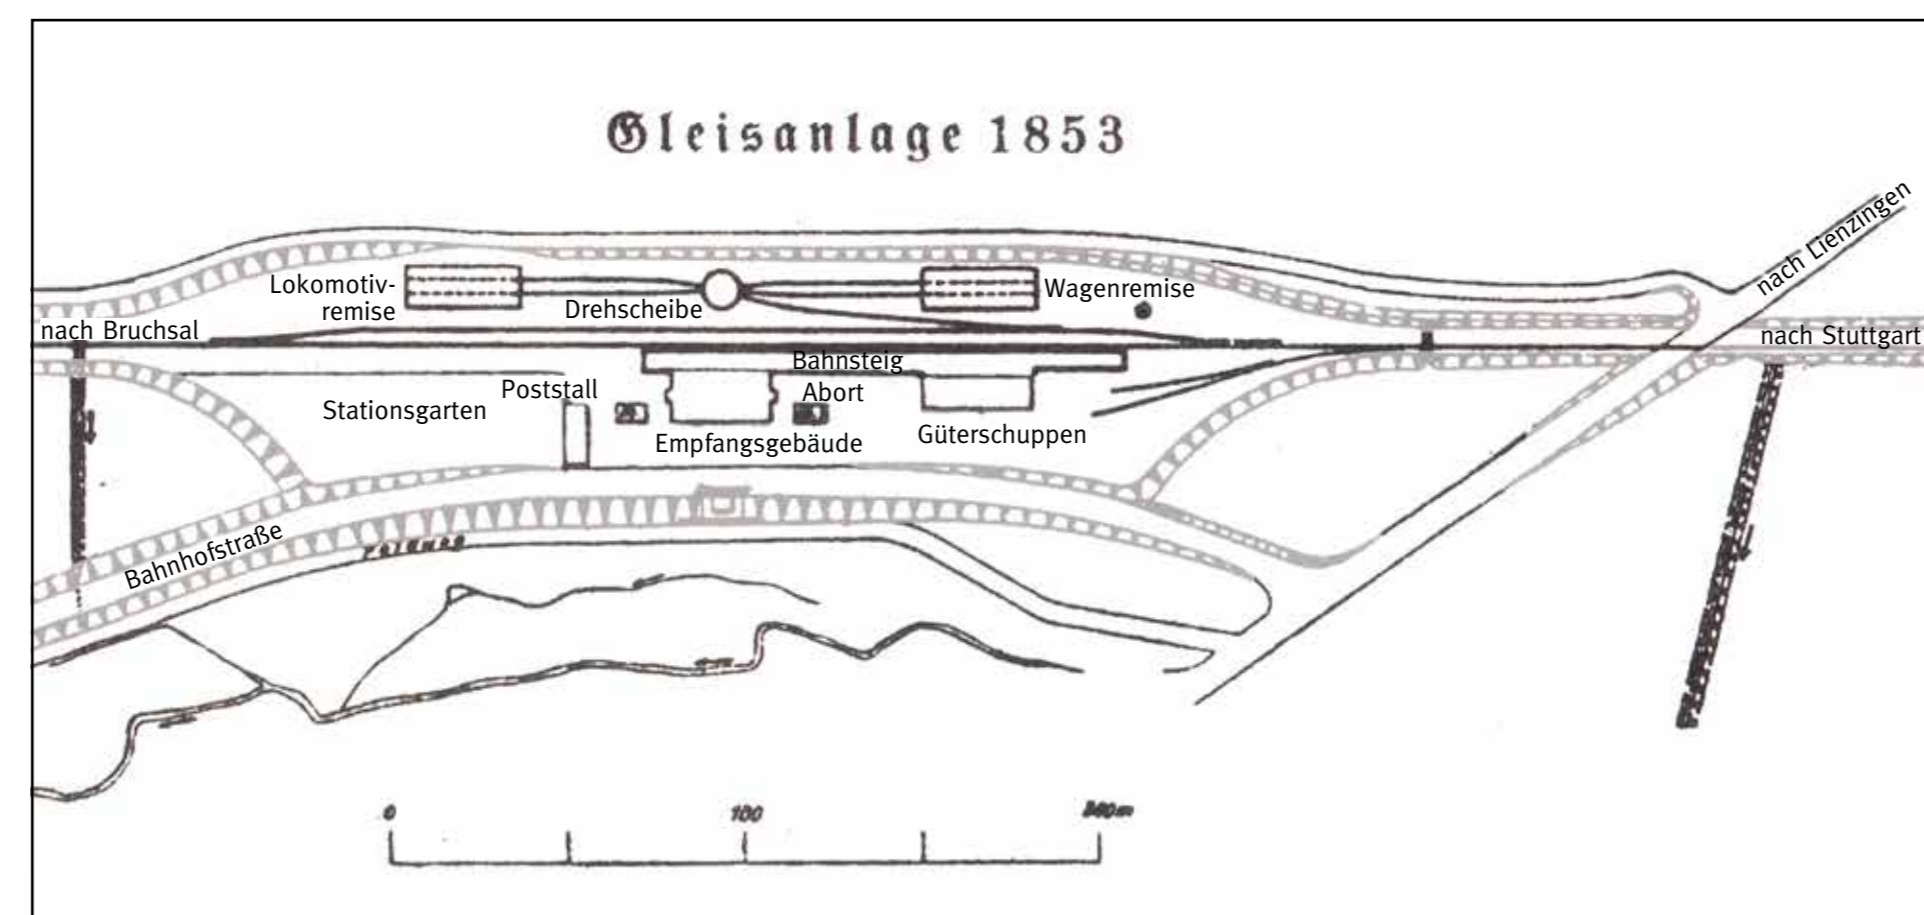 Gleisanlage 1853
nach Lienzingen
Lokomotiv-
remise
Drehscheibe
Wagenremise
nach Bruchsal
nach Stuttgart
Bahnsteig
Poststall
Abort
Stationsgarten
Empfangsgebäude
Güterschuppen
Bahnhofstraße
Feldweg
0